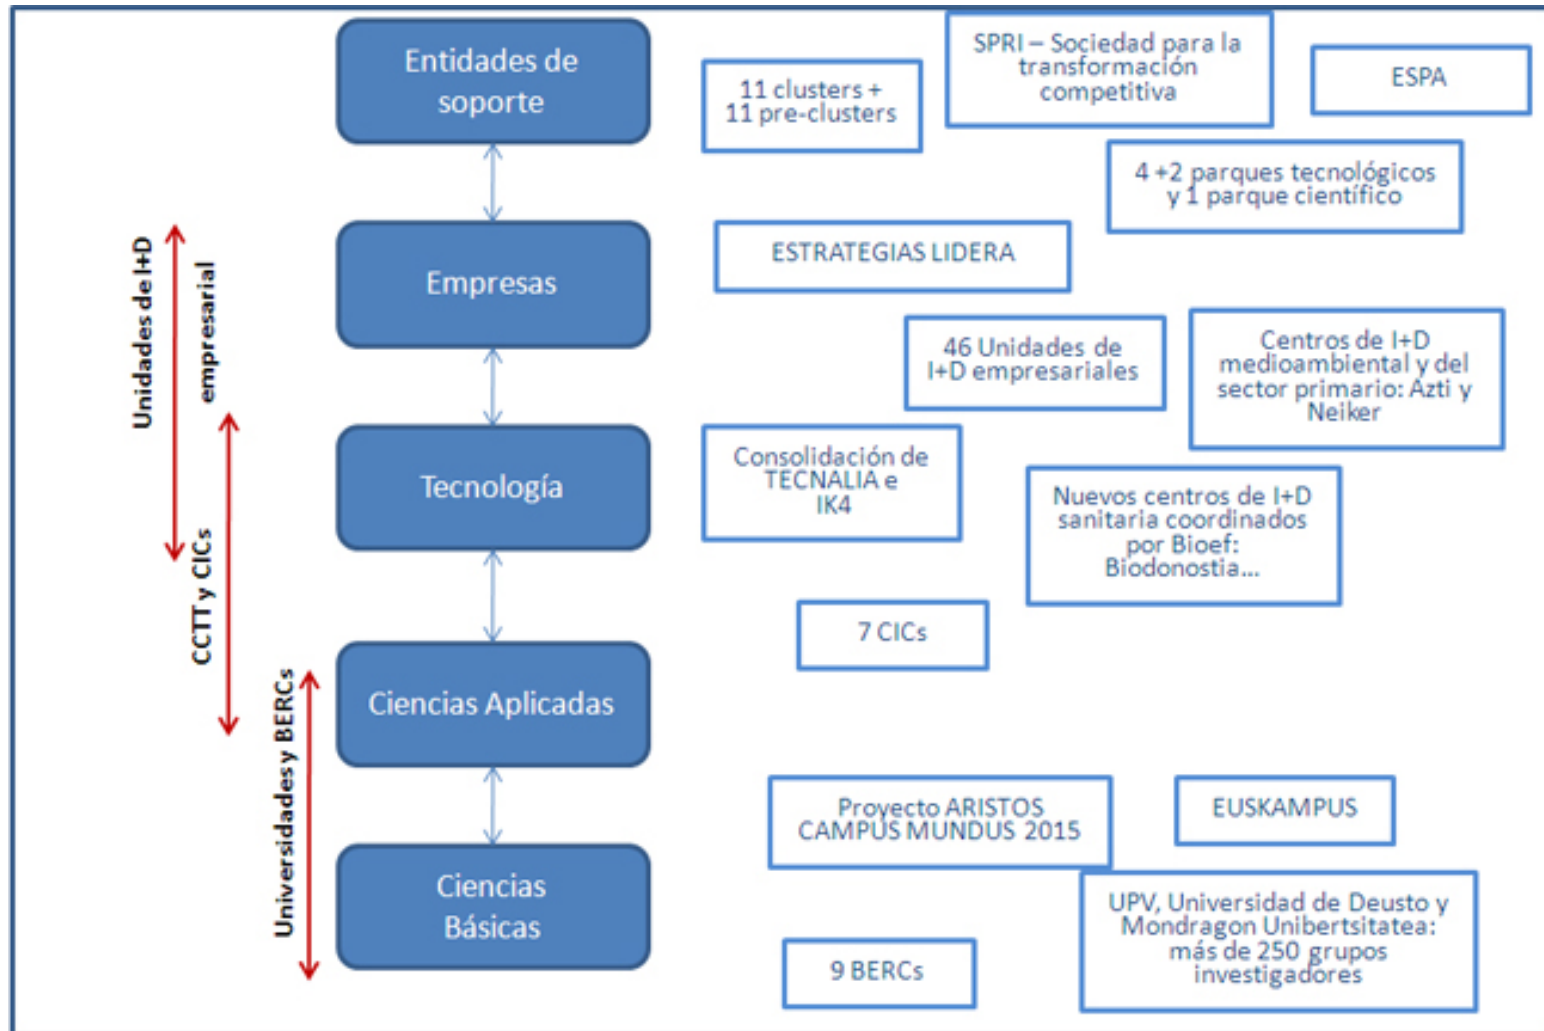 Entidades de
soporte
11 clusters +
11 pre-clusters
SPRI – Sociedad para la
transformación
competitiva
ESPA
4 +2 parques tecnológicos
y 1 parque científico
Unidades de I+D
empresarial
Empresas
ESTRATEGIAS LIDERA
46 Unidades de
I+D empresariales
Centros de I+D
medioambiental y del
sector primario: Azti y
Neiker
CCTT y CICs
Tecnología
Consolidación de
TECNALIA e
IK4
Nuevos centros de I+D
sanitaria coordinados
por Bioef:
Biodonostia...
7 CICs
Universidades y BERCs
Ciencias Aplicadas
Proyecto ARISTOS
CAMPUS MUNDUS 2015
EUSKAMPUS
Ciencias
Básicas
UPV, Universidad de Deusto y
Mondragon Unibertsitatea:
más de 250 grupos
investigadores
9 BERCs